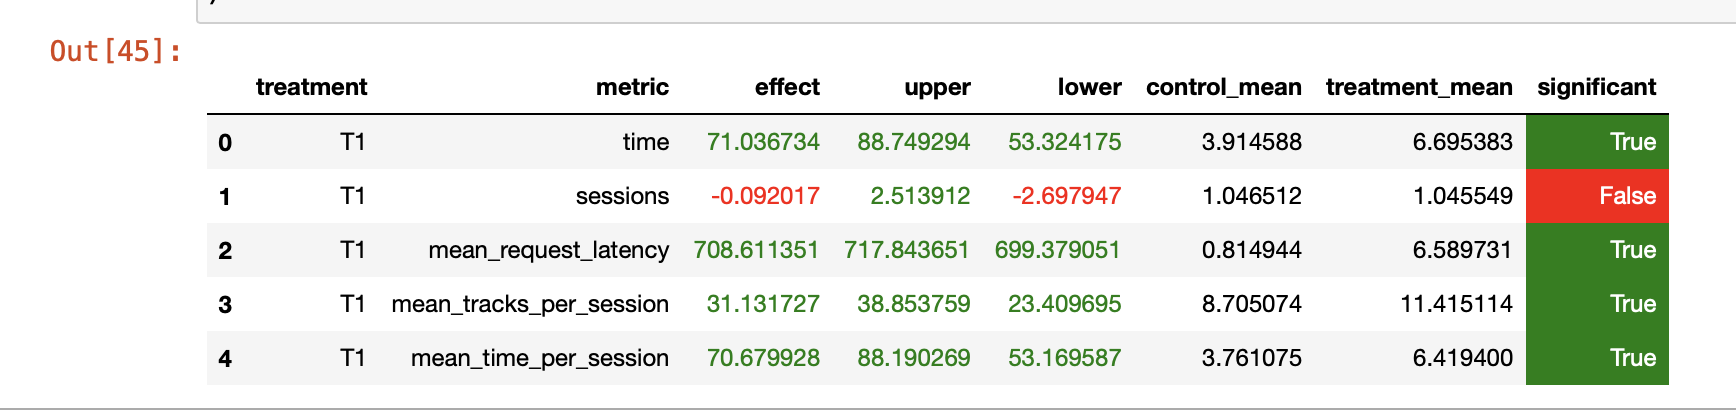 Out[45]:
treatment metric effect upper lower control_mean treatment_mean significant
0 T1 time 71.036734 88.749294 53.324175 3.914588 6.695383 True
1 T1 sessions -0.092017 2.513912 -2.697947 1.046512 1.045549 False
2 T1 mean_request_latency 708.611351 717.843651 699.379051 0.814944 6.589731 True
3 T1 mean_tracks_per_session 31.131727 38.853759 23.409695 8.705074 11.415114 True
4 T1 mean_time_per_session 70.679928 88.190269 53.169587 3.761075 6.419400 True